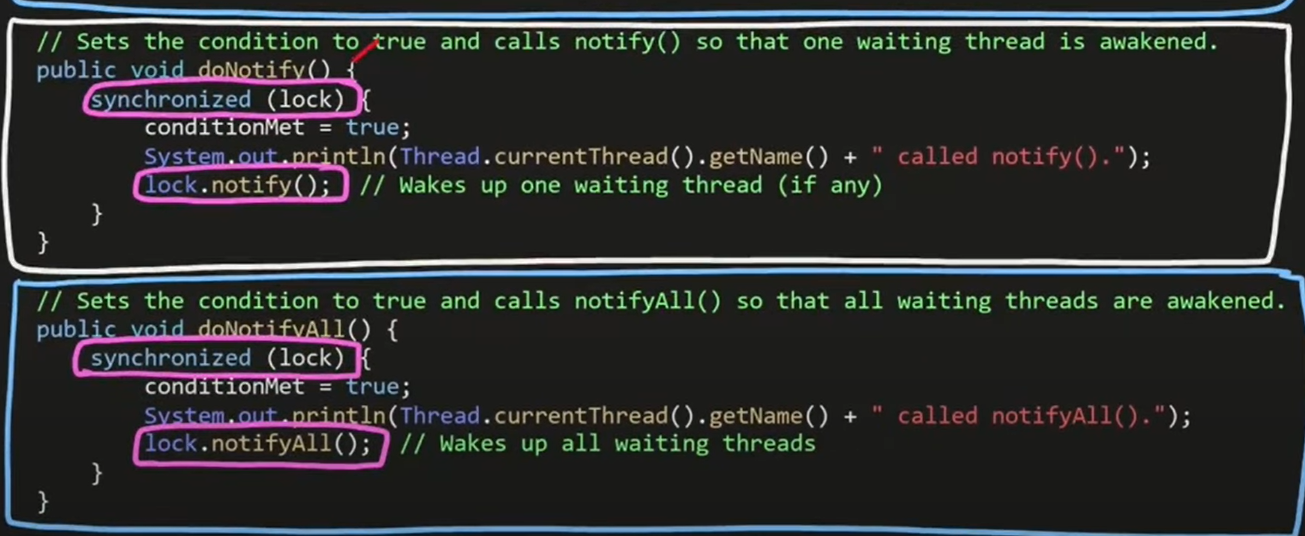 // Sets the condition to true and calls notify() so that one waiting thread is awakened.
public void doNotify() {
synchronized (lock) {
conditionMet = true;
System.out.println(Thread.currentThread().getName() + " called notify().");
lock.notify(); // Wakes up one waiting thread (if any)
}
}
// Sets the condition to true and calls notifyAll() so that all waiting threads are awakened.
public void doNotifyAll() {
synchronized (lock) {
conditionMet = true;
System.out.println(Thread.currentThread().getName() + " called notifyAll().");
lock.notifyAll(); // Wakes up all waiting threads
}
}